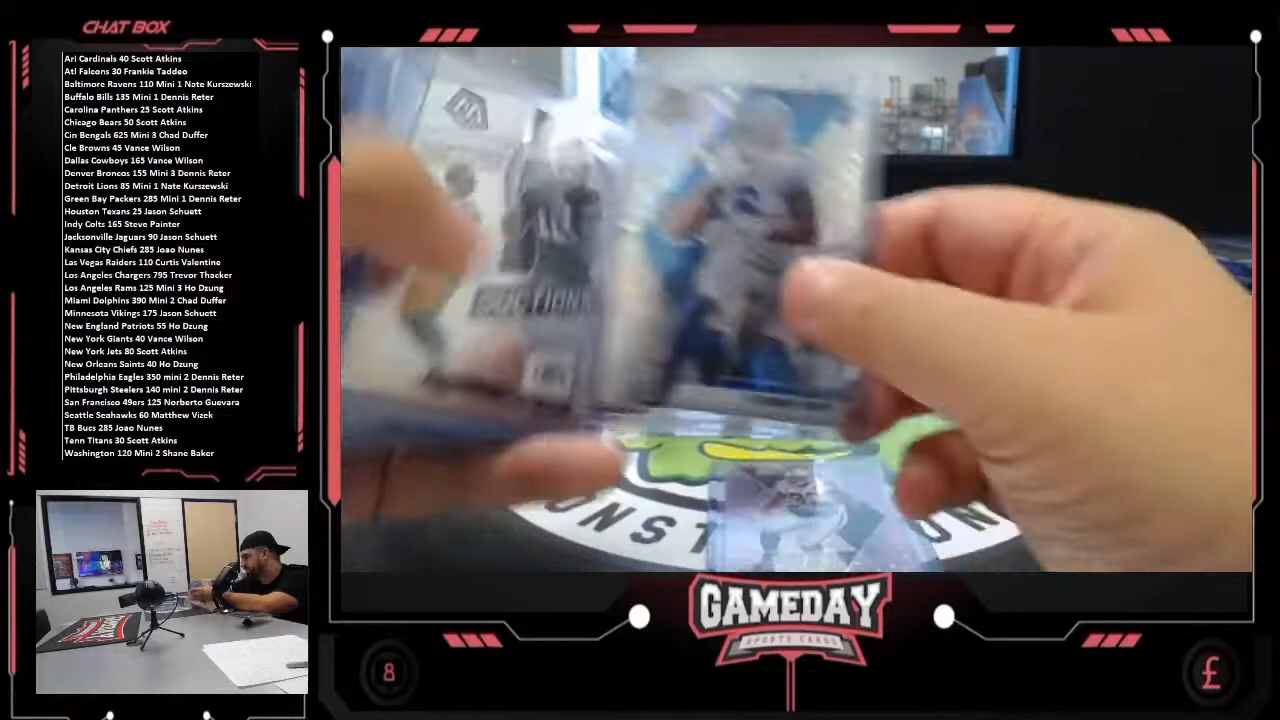 CHAT BOX
Ari Cardinals 40 Scott Atkins
Atl Falcons 30 Frankie Taddeo
Baltimore Ravens 110 Mini 1 Nate Kurszewski
Buffalo Bills 135 Mini 1 Dennis Reter
Carolina Panthers 25 Scott Atkins
Chicago Bears 50 Scott Atkins
Cin Bengals 625 Mini 3 Chad Duffer
Cle Browns 45 Vance Wilson
Dallas Cowboys 165 Vance Wilson
Denver Broncos 155 Mini 3 Dennis Reter
Detroit Lions 85 Mini 1 Nate Kurszewski
Green Bay Packers 285 Mini 1 Dennis Reter
Houston Texans 25 Jason Schuett
Indy Colts 165 Steve Painter
Jacksonville Jaguars 90 Jason Schuett
Kansas City Chiefs 285 Joao Nunes
Las Vegas Raiders 110 Curtis Valentine
Los Angeles Chargers 795 Trevor Thacker
Los Angeles Rams 125 Mini 3 Ho Dzung
Miami Dolphins 390 Mini 2 Chad Duffer
Minnesota Vikings 175 Jason Schuett
New England Patriots 55 Ho Dzung
New York Giants 40 Vance Wilson
New York Jets 80 Scott Atkins
New Orleans Saints 40 Ho Dzung
Philadelphia Eagles 350 mini 2 Dennis Reter
Pittsburgh Steelers 140 mini 2 Dennis Reter
San Francisco 49ers 125 Norberto Guevara
Seattle Seahawks 60 Matthew Vizek
TB Bucs 285 Joao Nunes
Tenn Titans 30 Scott Atkins
Washington 120 Mini 2 Shane Baker
GAMEDAY
SPORTS CARDS
8
£